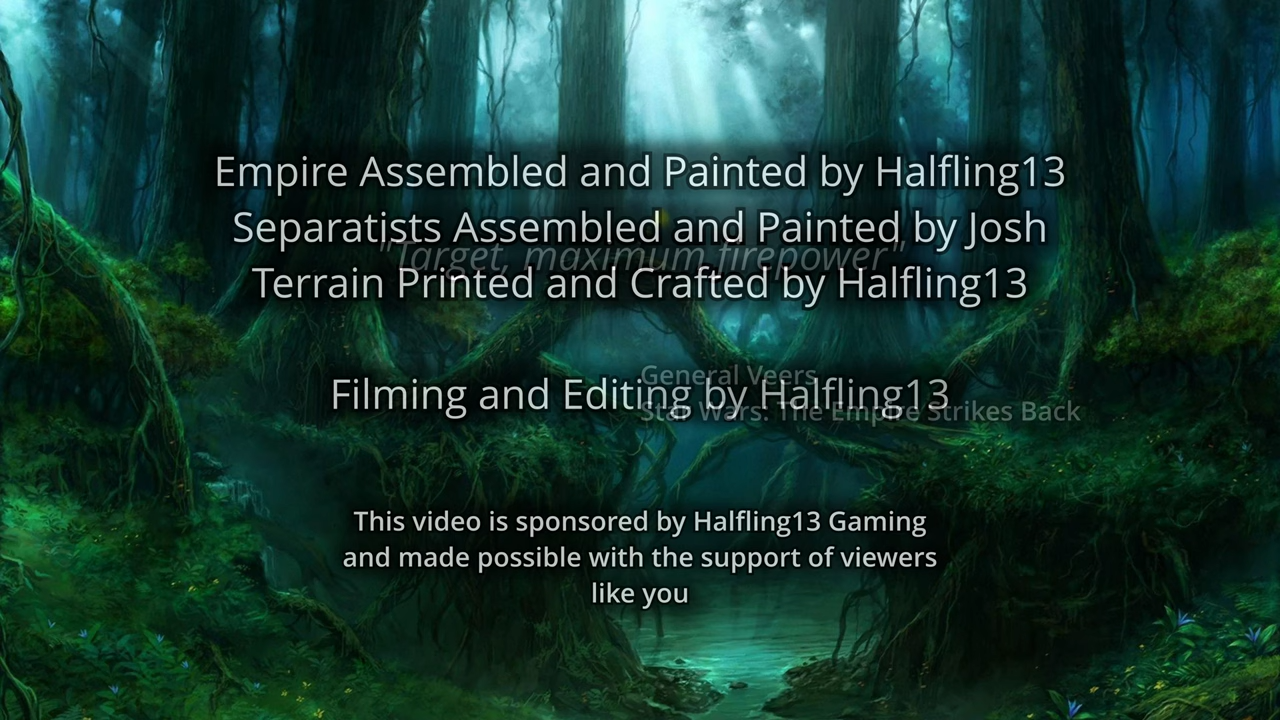 Empire Assembled and Painted by Halfling13
Separatists Assembled and Painted by Josh
"Target, maximum firepower"
Terrain Printed and Crafted by Halfling13
General Veers
Filming and Editing by Halfling13
Star Wars: The Empire Strikes Back
This video is sponsored by Halfling13 Gaming
and made possible with the support of viewers
like you